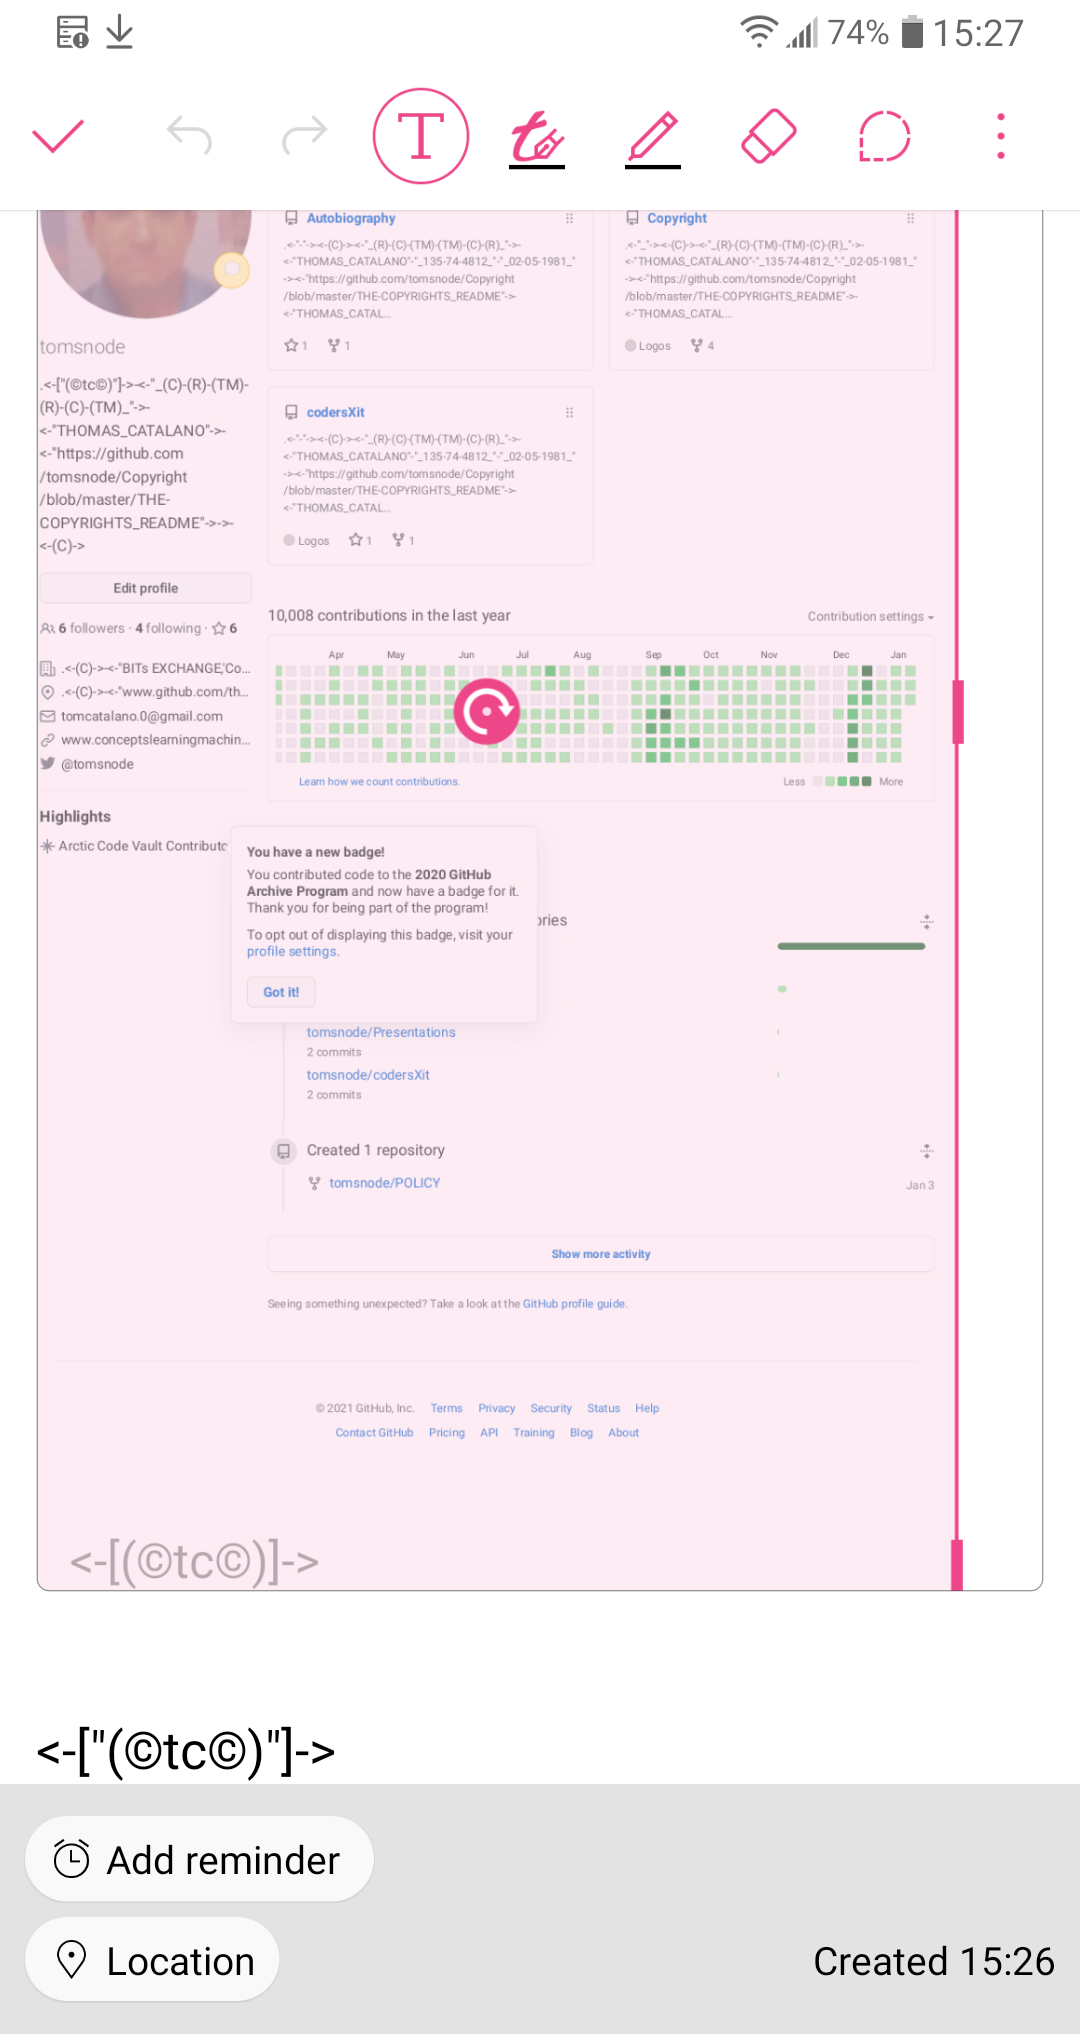 74% 15:27
T
Autobiography
.<-"-"->-<-(C)->-<-"_(R)-(C)-(TM)-(TM)-(C)-(R)_"->-
<-"THOMAS_CATALANO"-"_135-74-4812_"-"_02-05-1981_"
->-<-"https://github.com/tomsnode/Copyright
/blob/master/THE-COPYRIGHTS_README"->-
<-"THOMAS_CATAL...
1 1
Copyright
.<-"_"->-<-(C)->-<-"_(R)-(C)-(TM)-(TM)-(C)-(R)_"->-
<-"THOMAS_CATALANO"-"_135-74-4812_"-"_02-05-1981_"
->-<-"https://github.com/tomsnode/Copyright
/blob/master/THE-COPYRIGHTS_README"->-
<-"THOMAS_CATAL...
Logos 4
tomsnode
.<-["(©tc©)"]->-<-"_(C)-(R)-(TM)-
(R)-(C)-(TM)_"->-
<-"THOMAS_CATALANO"->-
<-"https://github.com
/tomsnode/Copyright
/blob/master/THE-
COPYRIGHTS_README"->->-
<-(C)->
codersXit
.<-"-"->-<-(C)->-<-"_(R)-(C)-(TM)-(TM)-(C)-(R)_"->-
<-"THOMAS_CATALANO"-"_135-74-4812_"-"_02-05-1981_"
->-<-"https://github.com/tomsnode/Copyright
/blob/master/THE-COPYRIGHTS_README"->-
<-"THOMAS_CATAL...
Logos 1 1
Edit profile
6 followers · 4 following · 6
.<-(C)->-<-"BITs EXCHANGE,'Co...
.<-(C)->-<-"www.github.com/th...
tomcatalano.0@gmail.com
www.conceptslearningmachin...
@tomsnode
Highlights
Arctic Code Vault Contributo
10,008 contributions in the last year
Contribution settings
Apr May Jun Jul Aug Sep Oct Nov Dec Jan
Learn how we count contributions.
Less More
You have a new badge!
You contributed code to the 2020 GitHub
Archive Program and now have a badge for it.
Thank you for being part of the program!
To opt out of displaying this badge, visit your
profile settings.
Got it!
ories
tomsnode/Presentations
2 commits
tomsnode/codersXit
2 commits
Created 1 repository
tomsnode/POLICY Jan 3
Show more activity
Seeing something unexpected? Take a look at the GitHub profile guide.
© 2021 GitHub, Inc. Terms Privacy Security Status Help
Contact GitHub Pricing API Training Blog About
<-[(©tc©)]->
<-["(©tc©)"]->
Add reminder
Location
Created 15:26